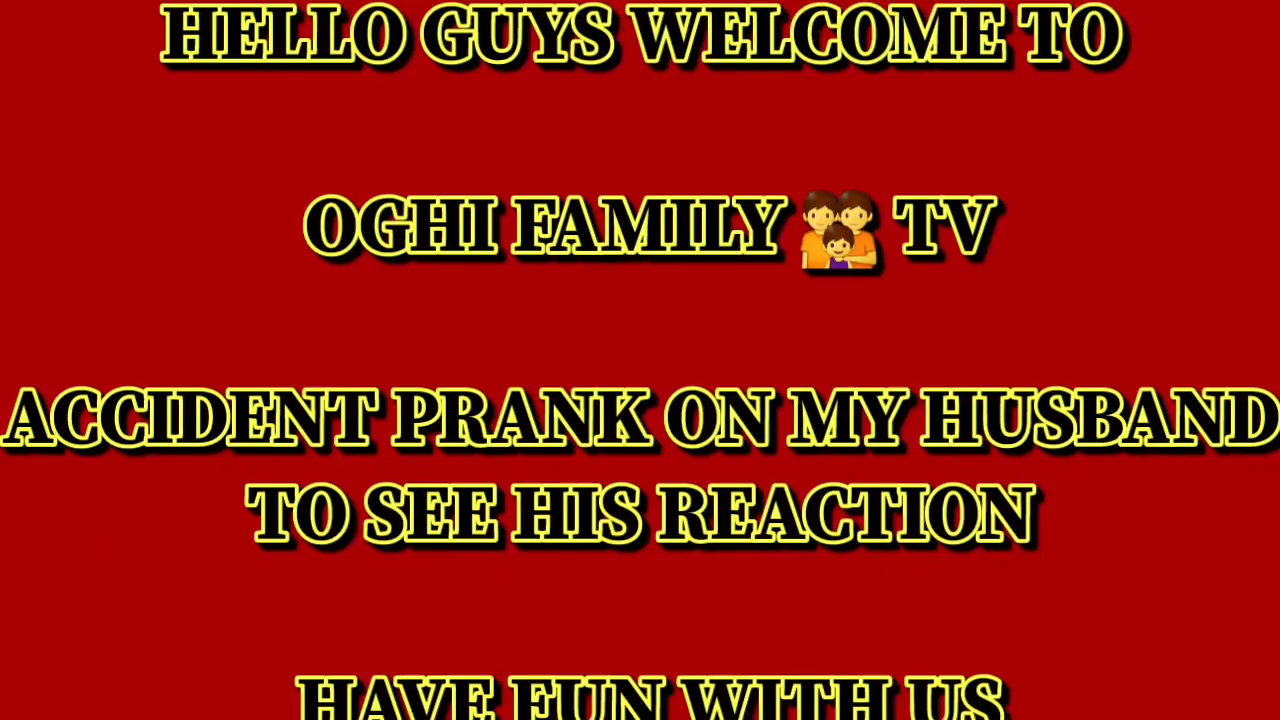 HELLO GUYS WELCOME TO
OGHI FAMILY 👨‍👩‍👦 TV
ACCIDENT PRANK ON MY HUSBAND
TO SEE HIS REACTION
HAVE FUN WITH US